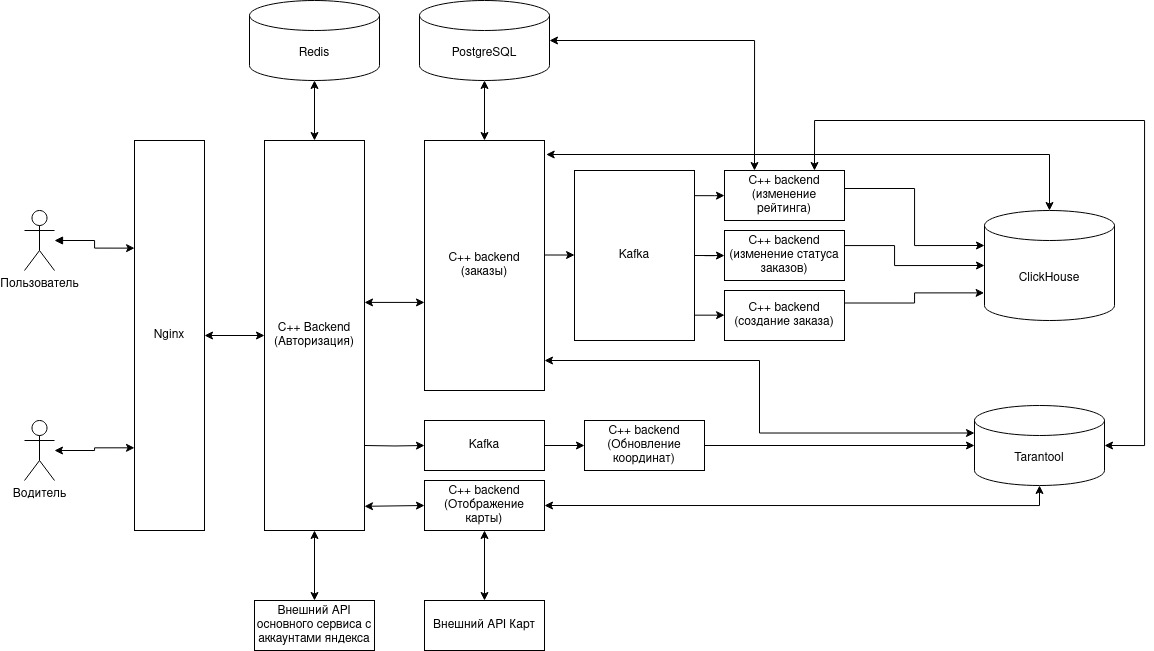 Redis
PostgreSQL
Пользователь
Водитель
Nginx
C++ Backend
(Авторизация)
C++ backend
(заказы)
Kafka
C++ backend
(изменение
рейтинга)
C++ backend
(изменение статуса
заказов)
C++ backend
(создание заказа)
ClickHouse
Kafka
C++ backend
(Обновление
координат)
Tarantool
C++ backend
(Отображение
карты)
Внешний API
основного сервиса с
аккаунтами яндекса
Внешний API Карт